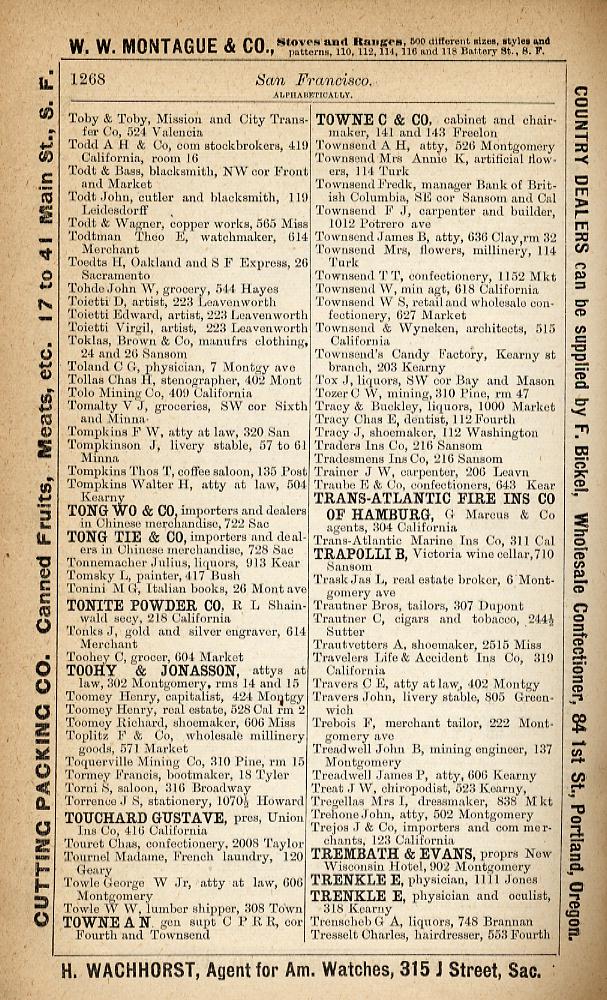 W. W. MONTAGUE & CO., Stoves and Ranges, 500 different sizes, styles and
patterns, 110, 112, 114, 116 and 118 Battery St., S. F.
1268
San Francisco.
ALPHABETICALLY.
Toby & Toby, Mission and City Trans-
fer Co, 524 Valencia
Todd A H & Co, com stockbrokers, 419
California, room 16
Todt & Bass, blacksmith, NW cor Front
and Market
Todt John, cutler and blacksmith, 119
Leidesdorff
Todt & Wagner, copper works, 565 Miss
Todtman Theo E, watchmaker, 614
Merchant
Toedts H, Oakland and S F Express, 26
Sacramento
Tohde John W, grocery, 544 Hayes
Toietti D, artist, 223 Leavenworth
Toietti Edward, artist, 223 Leavenworth
Toietti Virgil, artist, 223 Leavenworth
Toklas, Brown & Co, manufrs clothing,
24 and 26 Sansom
Toland C G, physician, 7 Montgy ave
Tollas Chas H, stenographer, 402 Mont
Tolo Mining Co, 409 California
Tomalty V J, groceries, SW cor Sixth
and Minna
Tompkins F W, atty at law, 320 San
Tompkinson J, livery stable, 57 to 61
Minna
Tompkins Thos T, coffee saloon, 135 Post
Tompkins Walter H, atty at law, 504
Kearny
TONG WO & CO, importers and dealers
in Chinese merchandise, 722 Sac
TONG TIE & CO, importers and deal-
ers in Chinese merchandise, 728 Sac
Tonnemacher Julius, liquors, 913 Kear
Tomsky L, painter, 417 Bush
Tonini M G, Italian books, 26 Mont ave
TONITE POWDER CO, R L Shain-
wald secy, 218 California
Tonks J, gold and silver engraver, 614
Merchant
Toohey C, grocer, 604 Market
TOOHY & JONASSON, attys at
law, 302 Montgomery, rms 14 and 15
Toomey Henry, capitalist, 424 Montgy
Toomey Henry, real estate, 528 Cal rm 2
Toomey Richard, shoemaker, 606 Miss
Toplitz F & Co, wholesale millinery
goods, 571 Market
Toquerville Mining Co, 310 Pine, rm 15
Tormey Francis, bootmaker, 18 Tyler
Torni S, saloon, 316 Broadway
Torrence J S, stationery, 1070½ Howard
TOUCHARD GUSTAVE, pres, Union
Ins Co, 416 California
Touret Chas, confectionery, 2008 Taylor
Tournel Madame, French laundry, 120
Geary
Towle George W Jr, atty at law, 606
Montgomery
Towle W W, lumber shipper, 308 Town
TOWNE A N, gen supt C P R R, cor
Fourth and Townsend
TOWNE C & CO, cabinet and chair-
maker, 141 and 143 Freelon
Townsend A H, atty, 526 Montgomery
Townsend Mrs Annie K, artificial flow-
ers, 114 Turk
Townsend Fredk, manager Bank of Brit-
ish Columbia, SE cor Sansom and Cal
Townsend F J, carpenter and builder,
1012 Potrero ave
Townsend James B, atty, 636 Clay, rm 32
Townsend Mrs, flowers, millinery, 114
Turk
Townsend T T, confectionery, 1152 Mkt
Townsend W, min agt, 618 California
Townsend W S, retail and wholesale con-
fectionery, 627 Market
Townsend & Wyneken, architects, 515
California
Townsend's Candy Factory, Kearny st
branch, 203 Kearny
Tox J, liquors, SW cor Bay and Mason
Tozer C W, mining, 310 Pine, rm 47
Tracy & Buckley, liquors, 1000 Market
Tracy Chas E, dentist, 112 Fourth
Tracy J, shoemaker, 112 Washington
Traders Ins Co, 216 Sansom
Tradesmens Ins Co, 216 Sansom
Trainer J W, carpenter, 206 Leavn
Traube E & Co, confectioners, 643 Kear
TRANS-ATLANTIC FIRE INS CO
OF HAMBURG, G Marcus & Co
agents, 304 California
Trans-Atlantic Marine Ins Co, 311 Cal
TRAPOLLI B, Victoria wine cellar, 710
Sansom
Trask Jas L, real estate broker, 6 Mont-
gomery ave
Trautner Bros, tailors, 307 Dupont
Trautner C, cigars and tobacco, 244½
Sutter
Trautvetters A, shoemaker, 2515 Miss
Travelers Life & Accident Ins Co, 319
California
Travers C E, atty at law, 402 Montgy
Travers John, livery stable, 805 Green-
wich
Trebois F, merchant tailor, 222 Mont-
gomery ave
Treadwell John B, mining engineer, 137
Montgomery
Treadwell James P, atty, 606 Kearny
Treat J W, chiropodist, 523 Kearny,
Tregellas Mrs I, dressmaker, 838 Mkt
Trehone John, atty, 502 Montgomery
Trejos J & Co, importers and com mer-
chants, 123 California
TREMBATH & EVANS, proprs New
Wisconsin Hotel, 902 Montgomery
TRENKLE E, physician, 1111 Jones
TRENKLE E, physician and oculist,
318 Kearny
Trenscheb G A, liquors, 748 Brannan
Tresselt Charles, hairdresser, 553 Fourth
CUTTING PACKING CO. Canned Fruits, Meats, etc. 17 to 41 Main St., S. F.
COUNTRY DEALERS can be supplied by F. Bickel, Wholesale Confectioner, 84 1st St., Portland, Oregon.
H. WACHHORST, Agent for Am. Watches, 315 J Street, Sac.